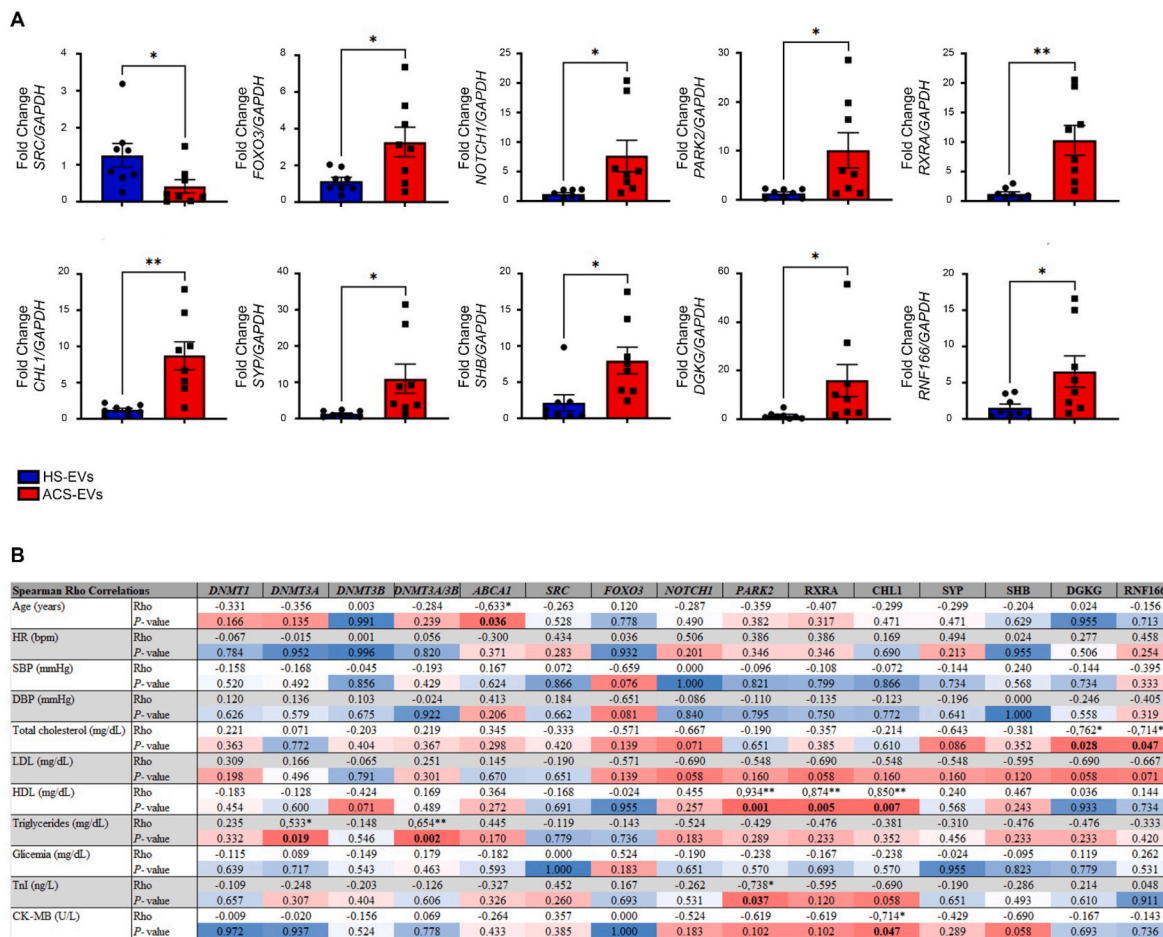 A
Fold Change
SRC/GAPDH
4
3
2
1
0
*
Fold Change
FOXO3/GAPDH
8
6
4
2
0
*
Fold Change
NOTCH1/GAPDH
25
20
15
10
5
0
*
Fold Change
PARK2/GAPDH
30
20
10
0
*
Fold Change
RXRA/GAPDH
25
20
15
10
5
0
**
Fold Change
CHL1/GAPDH
20
15
10
5
0
**
Fold Change
SYP/GAPDH
40
30
20
10
0
*
Fold Change
SHB/GAPDH
20
15
10
5
0
*
Fold Change
DGKG/GAPDH
60
40
20
0
*
Fold Change
RNF166/GAPDH
20
15
10
5
0
*
HS-EVs
ACS-EVs
B
Spearman Rho Correlations DNMT1 DNMT3A DNMT3B DNMT3A/3B ABCA1 SRC FOXO3 NOTCH1 PARK2 RXRA CHL1 SYP SHB DGKG RNF166
Age (years) Rho -0.331 -0.356 0.003 -0.284 -0,633* -0.263 0.120 -0.287 -0.359 -0.407 -0.299 -0.299 -0.204 0.024 -0.156
P- value 0.166 0.135 0.991 0.239 0.036 0.528 0.778 0.490 0.382 0.317 0.471 0.471 0.629 0.955 0.713
HR (bpm) Rho -0.067 -0.015 0.001 0.056 -0.300 0.434 0.036 0.506 0.386 0.386 0.169 0.494 0.024 0.277 0.458
P- value 0.784 0.952 0.996 0.820 0.371 0.283 0.932 0.201 0.346 0.346 0.690 0.213 0.955 0.506 0.254
SBP (mmHg) Rho -0.158 -0.168 -0.045 -0.193 0.167 0.072 -0.659 0.000 -0.096 -0.108 -0.072 -0.144 0.240 -0.144 -0.395
P- value 0.520 0.492 0.856 0.429 0.624 0.866 0.076 1.000 0.821 0.799 0.866 0.734 0.568 0.734 0.333
DBP (mmHg) Rho 0.120 0.136 0.103 -0.024 0.413 0.184 -0.651 -0.086 -0.110 -0.135 -0.123 -0.196 0.000 -0.246 -0.405
P- value 0.626 0.579 0.675 0.922 0.206 0.662 0.081 0.840 0.795 0.750 0.772 0.641 1.000 0.558 0.319
Total cholesterol (mg/dL) Rho 0.221 0.071 -0.203 0.219 0.345 -0.333 -0.571 -0.667 -0.190 -0.357 -0.214 -0.643 -0.381 -0,762* -0,714*
P- value 0.363 0.772 0.404 0.367 0.298 0.420 0.139 0.071 0.651 0.385 0.610 0.086 0.352 0.028 0.047
LDL (mg/dL) Rho 0.309 0.166 -0.065 0.251 0.145 -0.190 -0.571 -0.690 -0.548 -0.690 -0.548 -0.548 -0.595 -0.690 -0.667
P- value 0.198 0.496 0.791 0.301 0.670 0.651 0.139 0.058 0.160 0.058 0.160 0.160 0.120 0.058 0.071
HDL (mg/dL) Rho -0.183 -0.128 -0.424 0.169 0.364 -0.168 -0.024 0.455 0,934** 0,874** 0,850** 0.240 0.467 0.036 0.144
P- value 0.454 0.600 0.071 0.489 0.272 0.691 0.955 0.257 0.001 0.005 0.007 0.568 0.243 0.933 0.734
Triglycerides (mg/dL) Rho 0.235 0,533* -0.148 0,654** 0.445 -0.119 -0.143 -0.524 -0.429 -0.476 -0.381 -0.310 -0.476 -0.476 -0.333
P- value 0.332 0.019 0.546 0.002 0.170 0.779 0.736 0.183 0.289 0.233 0.352 0.456 0.233 0.233 0.420
Glicemia (mg/dL) Rho -0.115 0.089 -0.149 0.179 -0.182 0.000 0.524 -0.190 -0.238 -0.167 -0.238 -0.024 -0.095 0.119 0.262
P- value 0.639 0.717 0.543 0.463 0.593 1.000 0.183 0.651 0.570 0.693 0.570 0.955 0.823 0.779 0.531
TnI (ng/L) Rho -0.109 -0.248 -0.203 -0.126 -0.327 0.452 0.167 -0.262 -0,738* -0.595 -0.690 -0.190 -0.286 0.214 0.048
P- value 0.657 0.307 0.404 0.606 0.326 0.260 0.693 0.531 0.037 0.120 0.058 0.651 0.493 0.610 0.911
CK-MB (U/L) Rho -0.009 -0.020 -0.156 0.069 -0.264 0.357 0.000 -0.524 -0.619 -0.619 -0,714* -0.429 -0.690 -0.167 -0.143
P- value 0.972 0.937 0.524 0.778 0.433 0.385 1.000 0.183 0.102 0.102 0.047 0.289 0.058 0.693 0.736